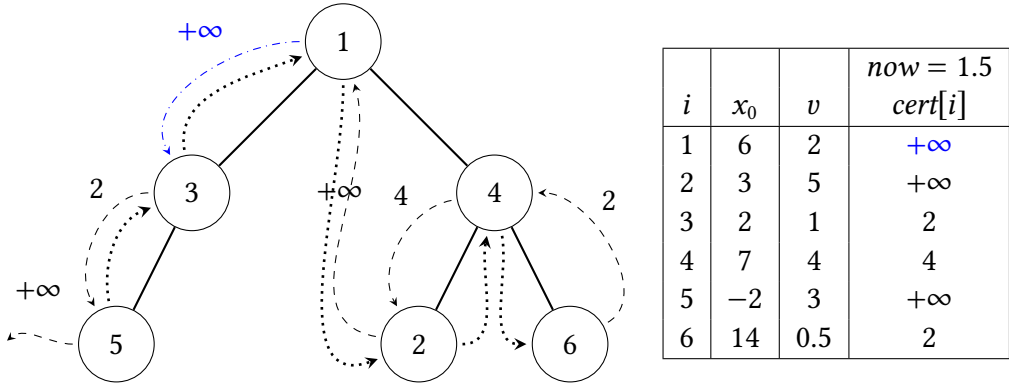 +∞
1
2
3
+∞
4
4
2
+∞
5
2
6
now = 1.5
i x₀ v cert[i]
1 6 2 +∞
2 3 5 +∞
3 2 1 2
4 7 4 4
5 −2 3 +∞
6 14 0.5 2